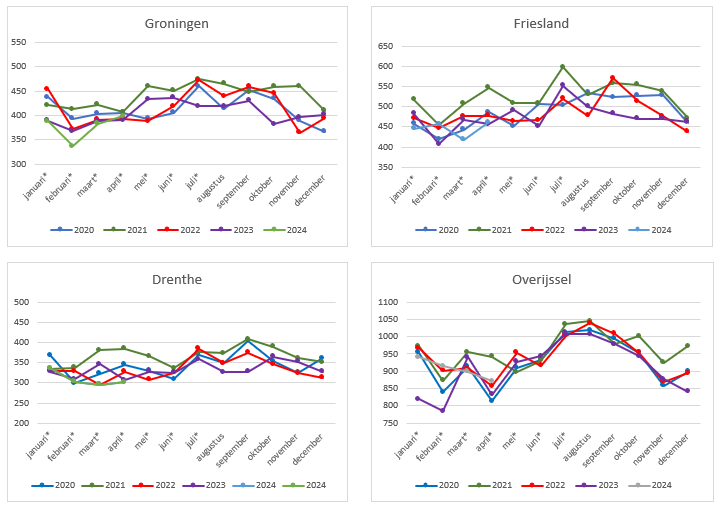 Groningen
550
500
450
400
350
300
januari*
februari*
maart*
april*
mei*
juni*
juli*
augustus
september
oktober
november
december
2020 2021 2022 2023 2024
Friesland
650
600
550
500
450
400
350
januari*
februari*
maart*
april*
mei*
juni*
juli*
augustus
september
oktober
november
december
2020 2021 2022 2023 2024
Drenthe
500
450
400
350
300
250
200
januari*
februari*
maart*
april*
mei*
juni*
juli*
augustus
september
oktober
november
december
2020 2021 2022 2023 2024 2024
Overijssel
1100
1050
1000
950
900
850
800
750
januari*
februari*
maart*
april*
mei*
juni*
juli*
augustus
september
oktober
november
december
2020 2021 2022 2023 2024